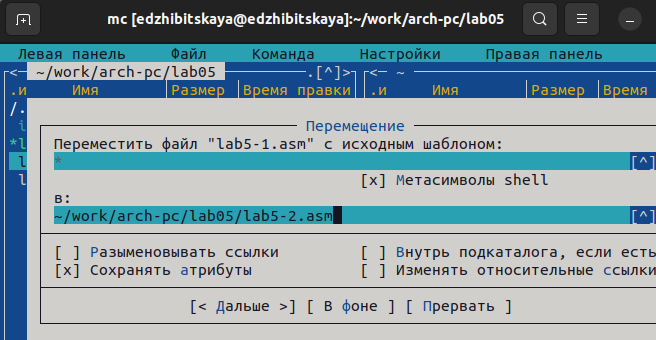 mc [edzhibitskaya@edzhibitskaya]:~/work/arch-pc/lab05
Левая панель Файл Команда Настройки Правая панель
<— ~/work/arch-pc/lab05 .[^]> <— ~
.и Имя Размер Время правки .и Имя Размер Время
/.
Перемещение
*l
Переместить файл "lab5-1.asm" с исходным шаблоном:
l * [^]
l [x] Метасимволы shell
в:
~/work/arch-pc/lab05/lab5-2.asm [^]
[ ] Разыменовывать ссылки [ ] Внутрь подкаталога, если есть
[x] Сохранять атрибуты [ ] Изменять относительные ссылки
[< Дальше >] [ В фоне ] [ Прервать ]